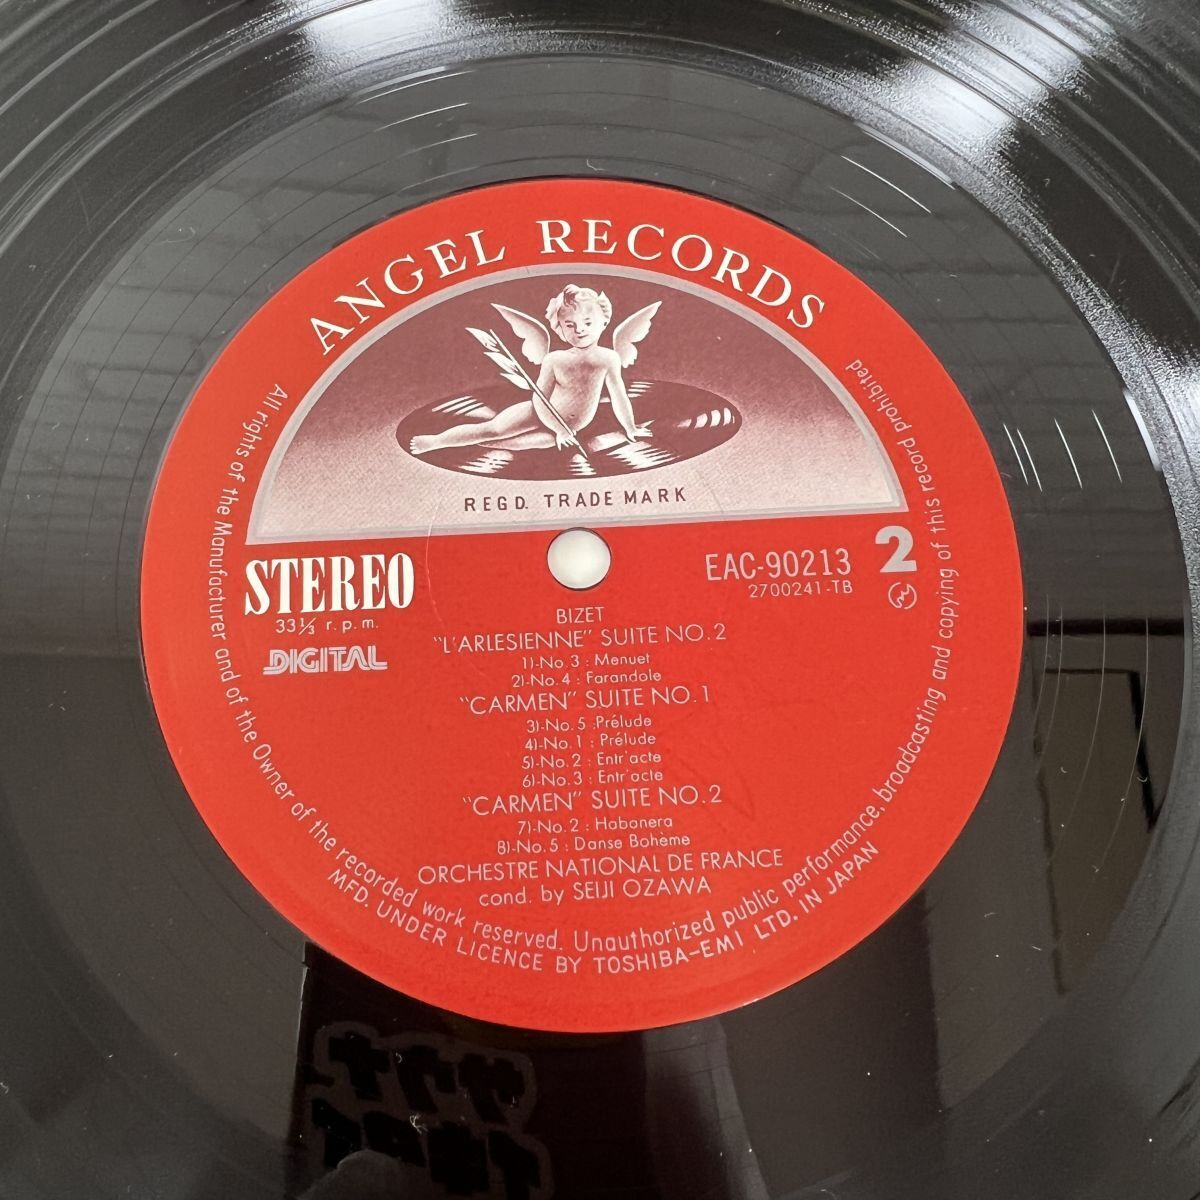 ANGEL RECORDS
REGD. TRADE MARK
STEREO
33⅓ r.p.m.
DIGITAL
EAC-90213
2700241-TB
2
BIZET
"L'ARLESIENNE" SUITE NO.2
1)-No.3 : Menuet
2)-No.4 : Farandole
"CARMEN" SUITE NO.1
3)-No.5 :Prélude
4)-No.1 : Prélude
5)-No.2 : Entr'acte
6)-No.3 : Entr'acte
"CARMEN" SUITE NO.2
7)-No.2 : Habanera
8)-No.5 : Danse Bohème
ORCHESTRE NATIONAL DE FRANCE
cond. by SEIJI OZAWA
All rights of the Manufacturer and of the Owner of the recorded work reserved. Unauthorized public performance, broadcasting and copying of this record prohibited
MFD. UNDER LICENCE BY TOSHIBA-EMI LTD. IN JAPAN